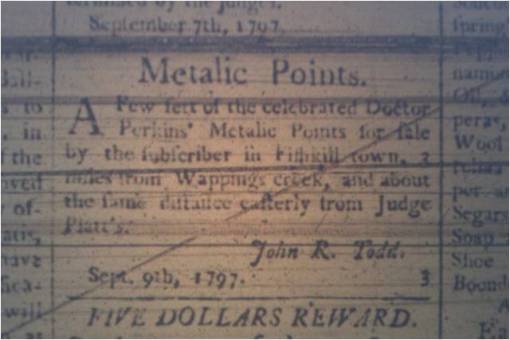 September 7th, 1797.
Metalic Points.
A Few sett of the celebrated Doctor
Perkins' Metalic Points for sale
by the subscriber in Fishkill town, 2
miles from Wappings creek, and about
the same distance easterly from Judge
Platt's.
John R. Todd.
Sept. 9th, 1797. 3
FIVE DOLLARS REWARD.